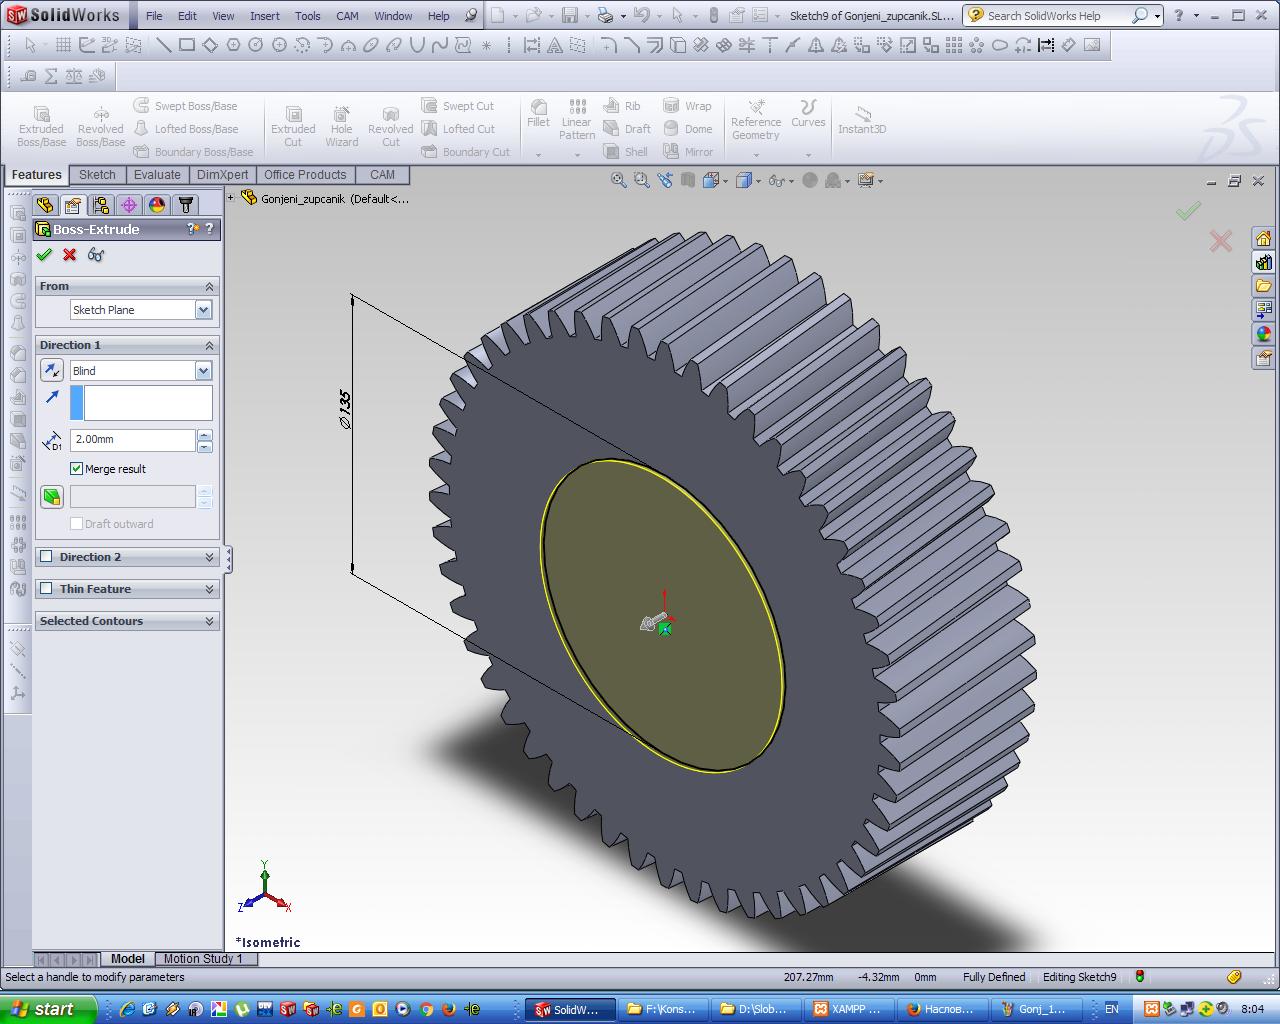 SolidWorks File Edit View Insert Tools CAM Window Help Sketch9 of Gonjeni_zupcanik.SL... Search SolidWorks Help
Extruded Boss/Base
Revolved Boss/Base
Swept Boss/Base
Lofted Boss/Base
Boundary Boss/Base
Extruded Cut
Hole Wizard
Revolved Cut
Swept Cut
Lofted Cut
Boundary Cut
Fillet
Linear Pattern
Rib
Draft
Shell
Wrap
Dome
Mirror
Reference Geometry
Curves
Instant3D
Features Sketch Evaluate DimXpert Office Products CAM
Gonjeni_zupcanik (Default<...
Boss-Extrude
From
Sketch Plane
Direction 1
Blind
D1 2.00mm
Merge result
Draft outward
Direction 2
Thin Feature
Selected Contours
Ø135
Y
Z X
*Isometric
Model Motion Study 1
Select a handle to modify parameters 207.27mm -4.32mm 0mm Fully Defined Editing Sketch9
start SolidW... F:\Kons... D:\Slob... XAMPP ... Наслов... Gonj_1... EN 8:04